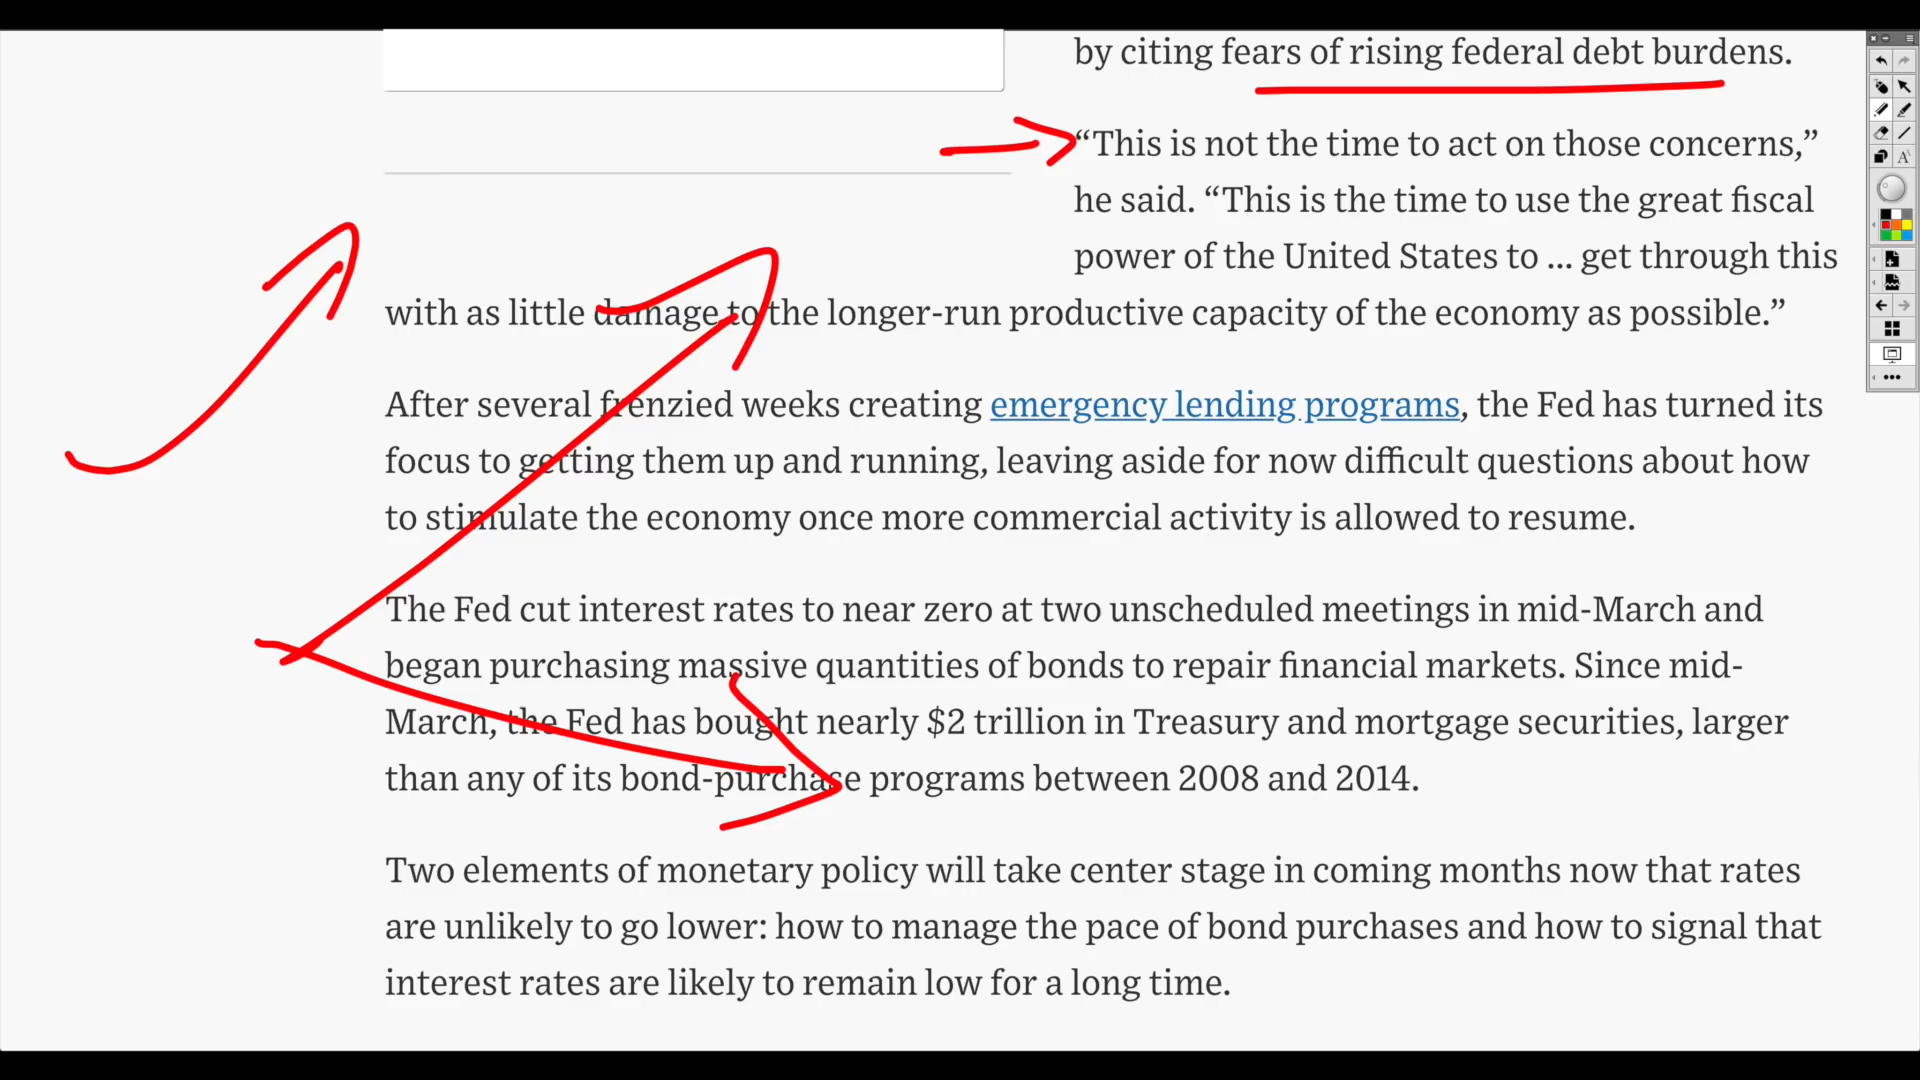 by citing fears of rising federal debt burdens.
“This is not the time to act on those concerns,”
he said. “This is the time to use the great fiscal
power of the United States to ... get through this
with as little damage to the longer-run productive capacity of the economy as possible.”
After several frenzied weeks creating emergency lending programs, the Fed has turned its
focus to getting them up and running, leaving aside for now difficult questions about how
to stimulate the economy once more commercial activity is allowed to resume.
The Fed cut interest rates to near zero at two unscheduled meetings in mid-March and
began purchasing massive quantities of bonds to repair financial markets. Since mid-
March, the Fed has bought nearly $2 trillion in Treasury and mortgage securities, larger
than any of its bond-purchase programs between 2008 and 2014.
Two elements of monetary policy will take center stage in coming months now that rates
are unlikely to go lower: how to manage the pace of bond purchases and how to signal that
interest rates are likely to remain low for a long time.